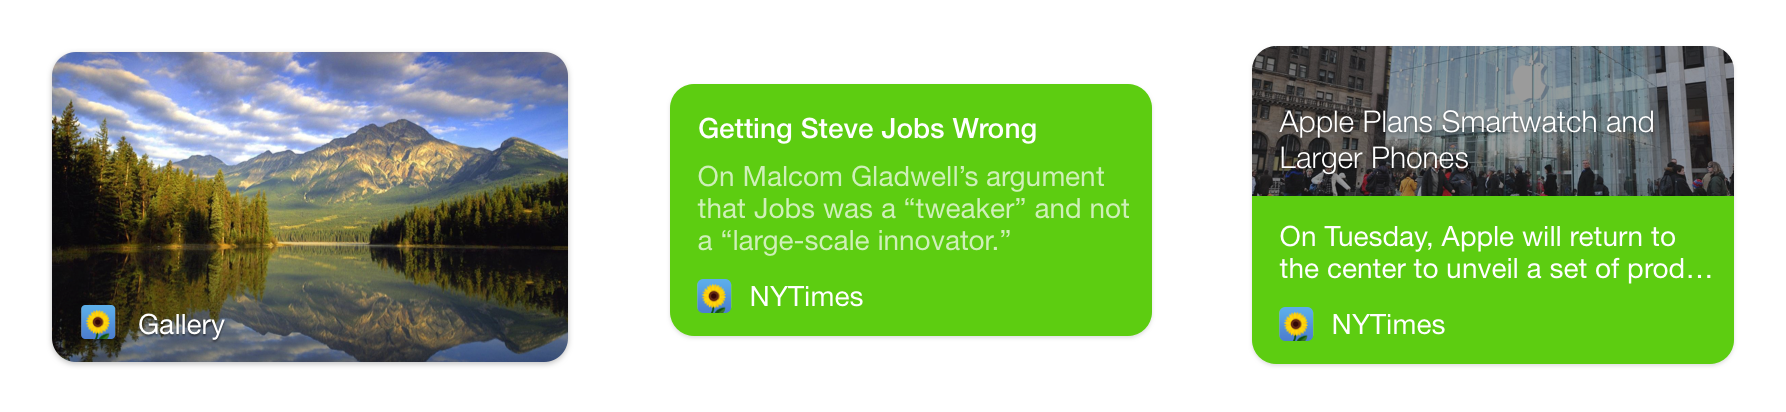 Gallery
Getting Steve Jobs Wrong
On Malcom Gladwell’s argument
that Jobs was a “tweaker” and not
a “large-scale innovator.”
NYTimes
Apple Plans Smartwatch and
Larger Phones
On Tuesday, Apple will return to
the center to unveil a set of prod…
NYTimes